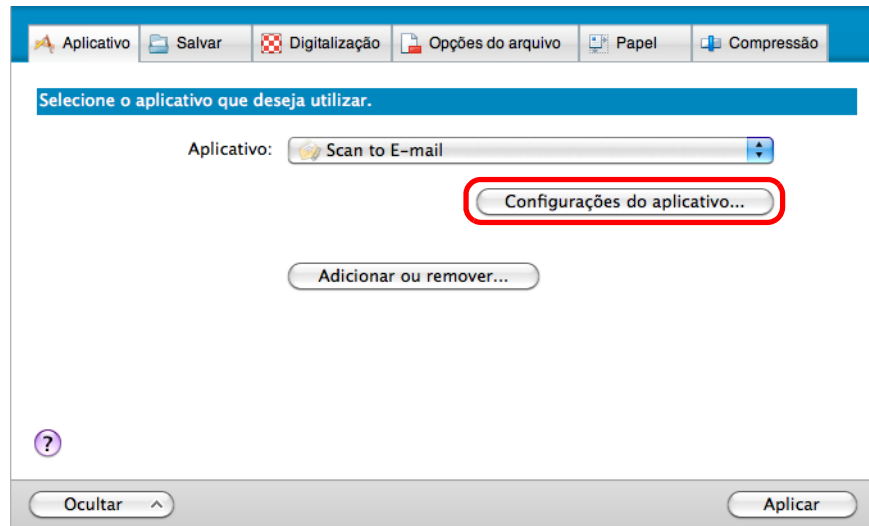 Aplicativo Salvar Digitalização Opções do arquivo Papel Compressão
Selecione o aplicativo que deseja utilizar.
Aplicativo: Scan to E-mail
Configurações do aplicativo...
Adicionar ou remover...
?
Ocultar Aplicar